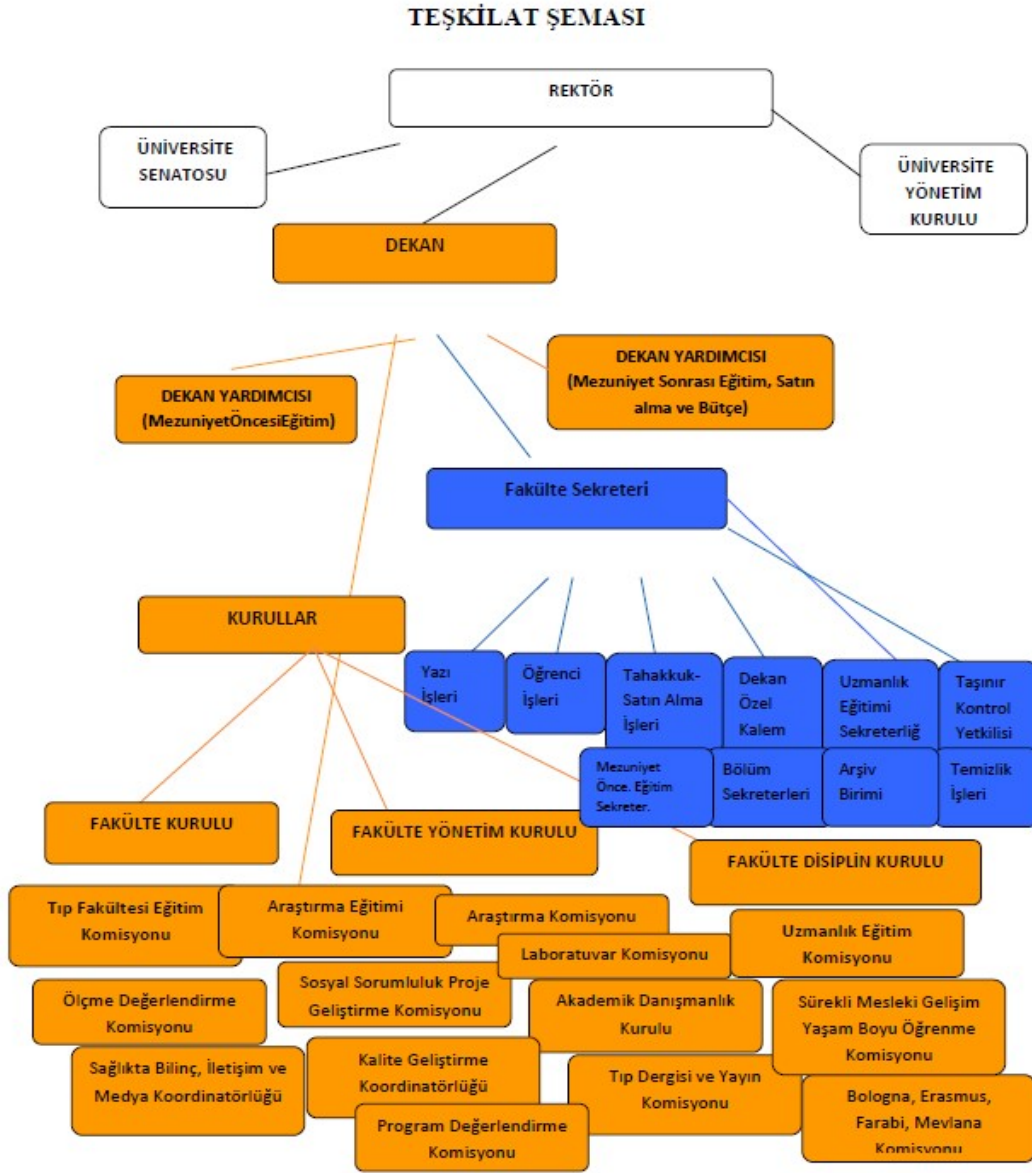 TEŞKİLAT ŞEMASI
REKTÖR
ÜNİVERSİTE
SENATOSU
ÜNİVERSİTE
YÖNETİM
KURULU
DEKAN
DEKAN YARDIMCISI
(MezuniyetÖncesiEğitim)
DEKAN YARDIMCISI
(Mezuniyet Sonrası Eğitim, Satın
alma ve Bütçe)
Fakülte Sekreteri
KURULLAR
Yazı
İşleri
Öğrenci
İşleri
Tahakkuk-
Satın Alma
İşleri
Dekan
Özel
Kalem
Uzmanlık
Eğitimi
Sekreterliğ
Taşınır
Kontrol
Yetkilisi
Mezuniyet
Önce. Eğitim
Sekreter.
Bölüm
Sekreterleri
Arşiv
Birimi
Temizlik
İşleri
FAKÜLTE KURULU
FAKÜLTE YÖNETİM KURULU
FAKÜLTE DİSİPLİN KURULU
Tıp Fakültesi Eğitim
Komisyonu
Araştırma Eğitimi
Komisyonu
Araştırma Komisyonu
Laboratuvar Komisyonu
Uzmanlık Eğitim
Komisyonu
Ölçme Değerlendirme
Komisyonu
Sosyal Sorumluluk Proje
Geliştirme Komisyonu
Akademik Danışmanlık
Kurulu
Sürekli Mesleki Gelişim
Yaşam Boyu Öğrenme
Komisyonu
Sağlıkta Bilinç, İletişim ve
Medya Koordinatörlüğü
Kalite Geliştirme
Koordinatörlüğü
Tıp Dergisi ve Yayın
Komisyonu
Program Değerlendirme
Komisyonu
Bologna, Erasmus,
Farabi, Mevlana
Komisyonu